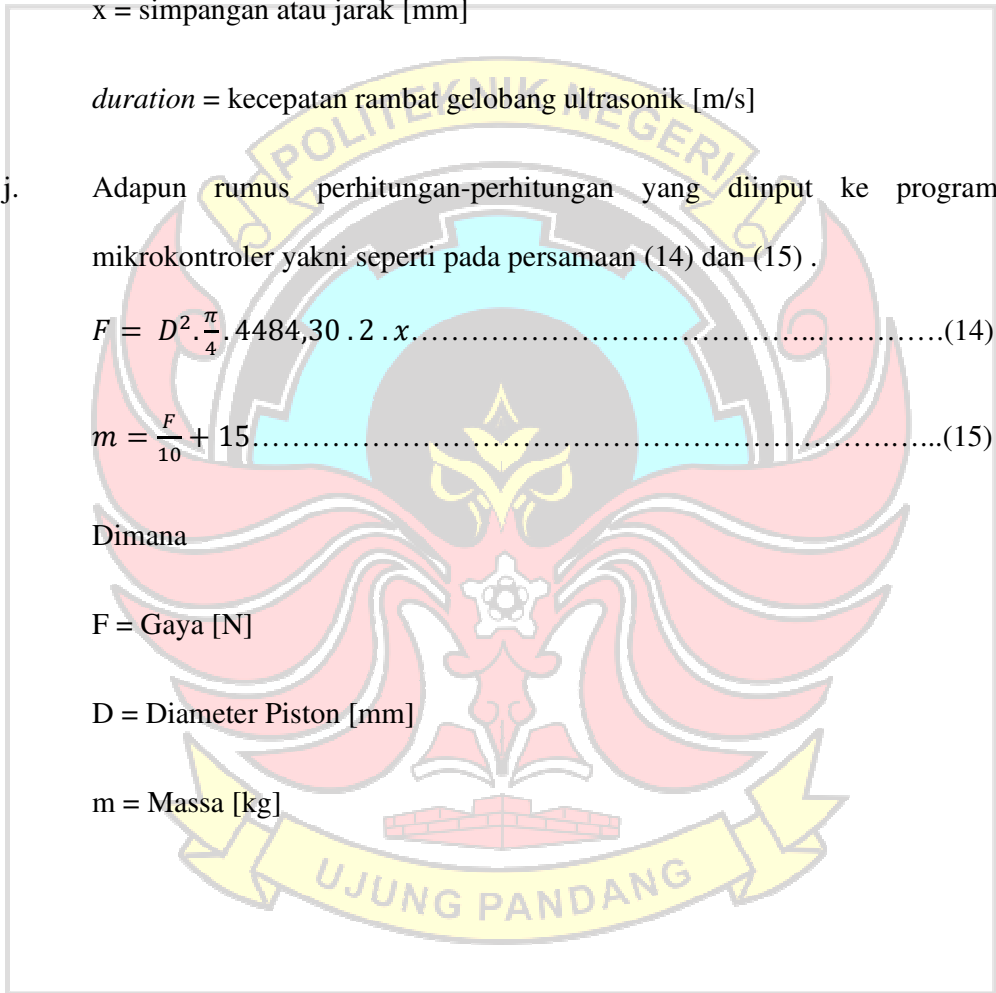 x = simpangan atau jarak [mm]
duration = kecepatan rambat gelobang ultrasonik [m/s]
POLITEKNIK NEGERI
j. Adapun rumus perhitungan-perhitungan yang diinput ke program
mikrokontroler yakni seperti pada persamaan (14) dan (15) .
F = D². π/4 . 4484,30 . 2 . x……………………………………………………(14)
m = F/10 + 15…………………………………………………………………..(15)
Dimana
F = Gaya [N]
D = Diameter Piston [mm]
m = Massa [kg]
UJUNG PANDANG